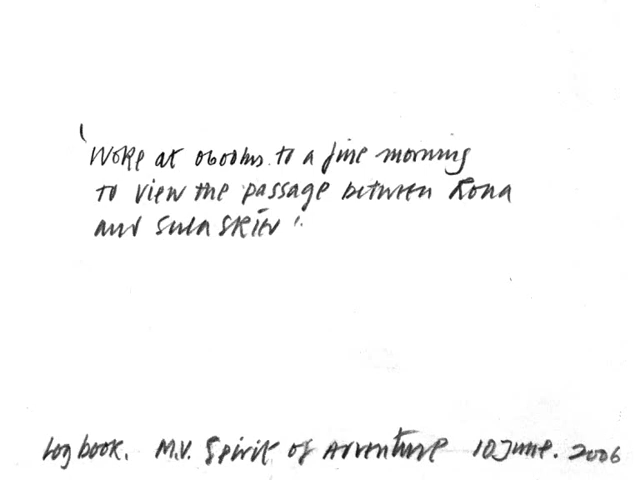 'Woke at 0600hrs. to a fine morning
to view the passage between Rona
and Sula Skier'.
Log book. M.V. Spirit of Adventure 10 June. 2006